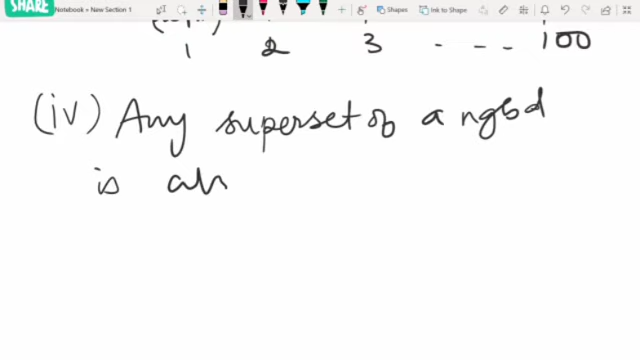 SHARE
Notebook » New Section 1
Shapes
Ink to Shape
1 2 3 - - - - 100
(iv) Any superset of a ngbd
is als